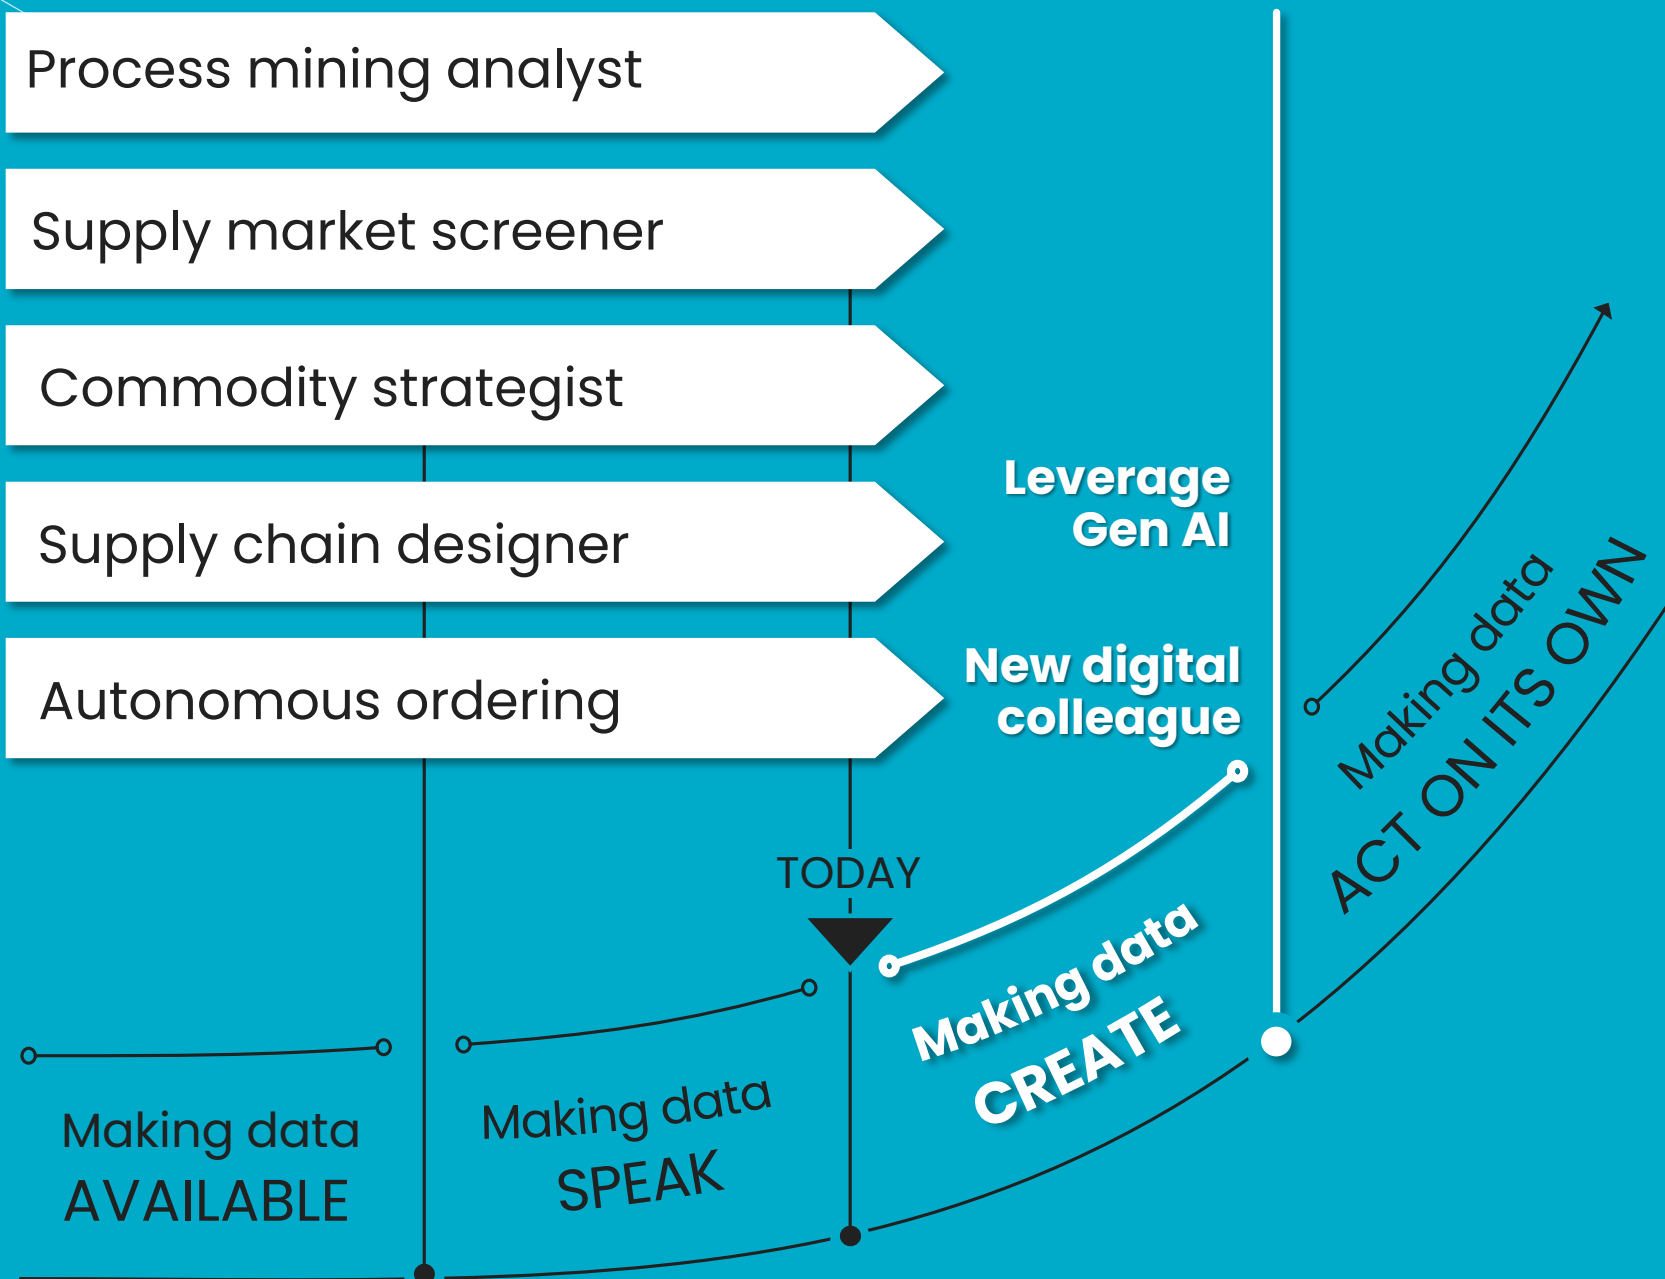 Process mining analyst
Supply market screener
Commodity strategist
Supply chain designer
Autonomous ordering
Leverage
Gen AI
New digital
colleague
TODAY
Making data
AVAILABLE
Making data
SPEAK
Making data
CREATE
Making data
ACT ON ITS OWN